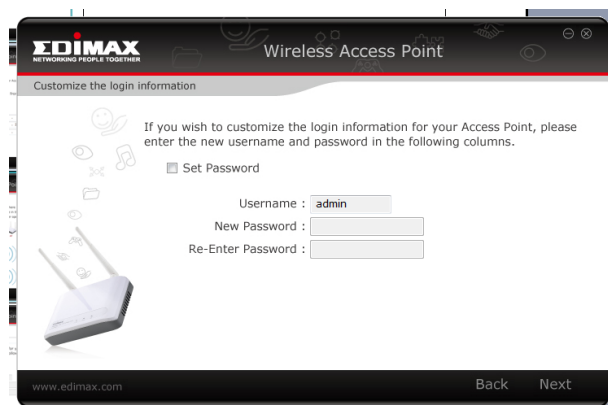 EDIMAX
NETWORKING PEOPLE TOGETHER
Wireless Access Point
Customize the login information
If you wish to customize the login information for your Access Point, please
enter the new username and password in the following columns.
Set Password
Username : admin
New Password :
Re-Enter Password :
www.edimax.com
Back Next